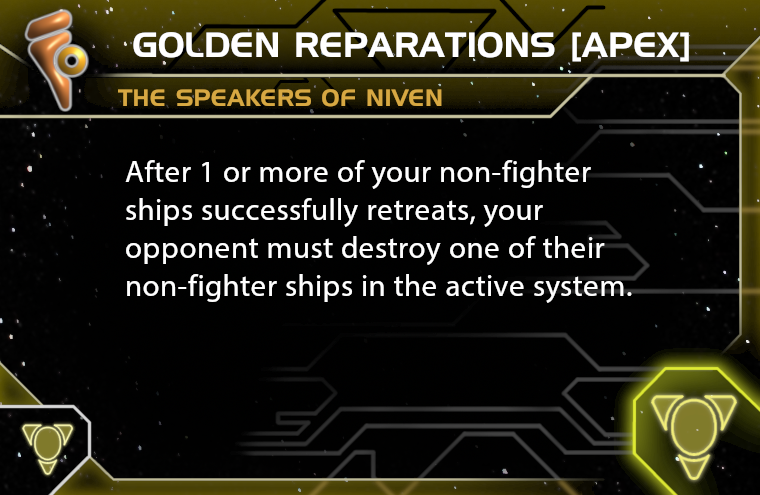 GOLDEN REPARATIONS [APEX]
THE SPEAKERS OF NIVEN
After 1 or more of your non-fighter
ships successfully retreats, your
opponent must destroy one of their
non-fighter ships in the active system.